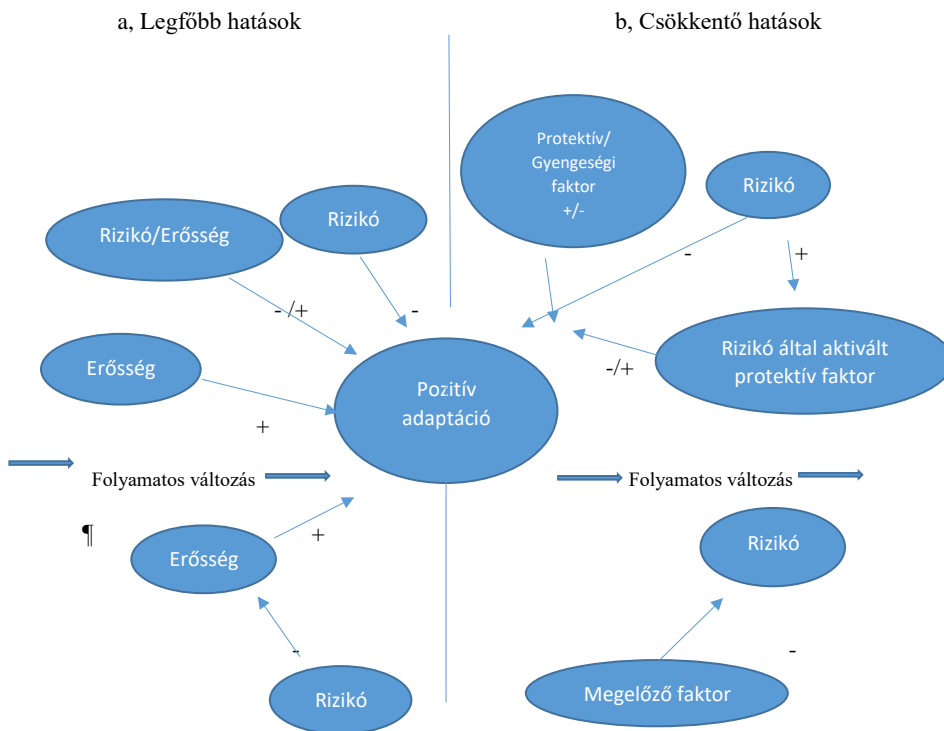 a, Legfőbb hatások
b, Csökkentő hatások
Protektív/
Gyengeségi
faktor
+/-
Rizikó
Rizikó
Rizikó/Erősség
-
+
- /+
-
Erősség
Pozitív
adaptáció
Rizikó által aktivált
protektív faktor
-/+
+
Folyamatos változás
Folyamatos változás
¶
Erősség
+
Rizikó
-
-
Rizikó
Megelőző faktor